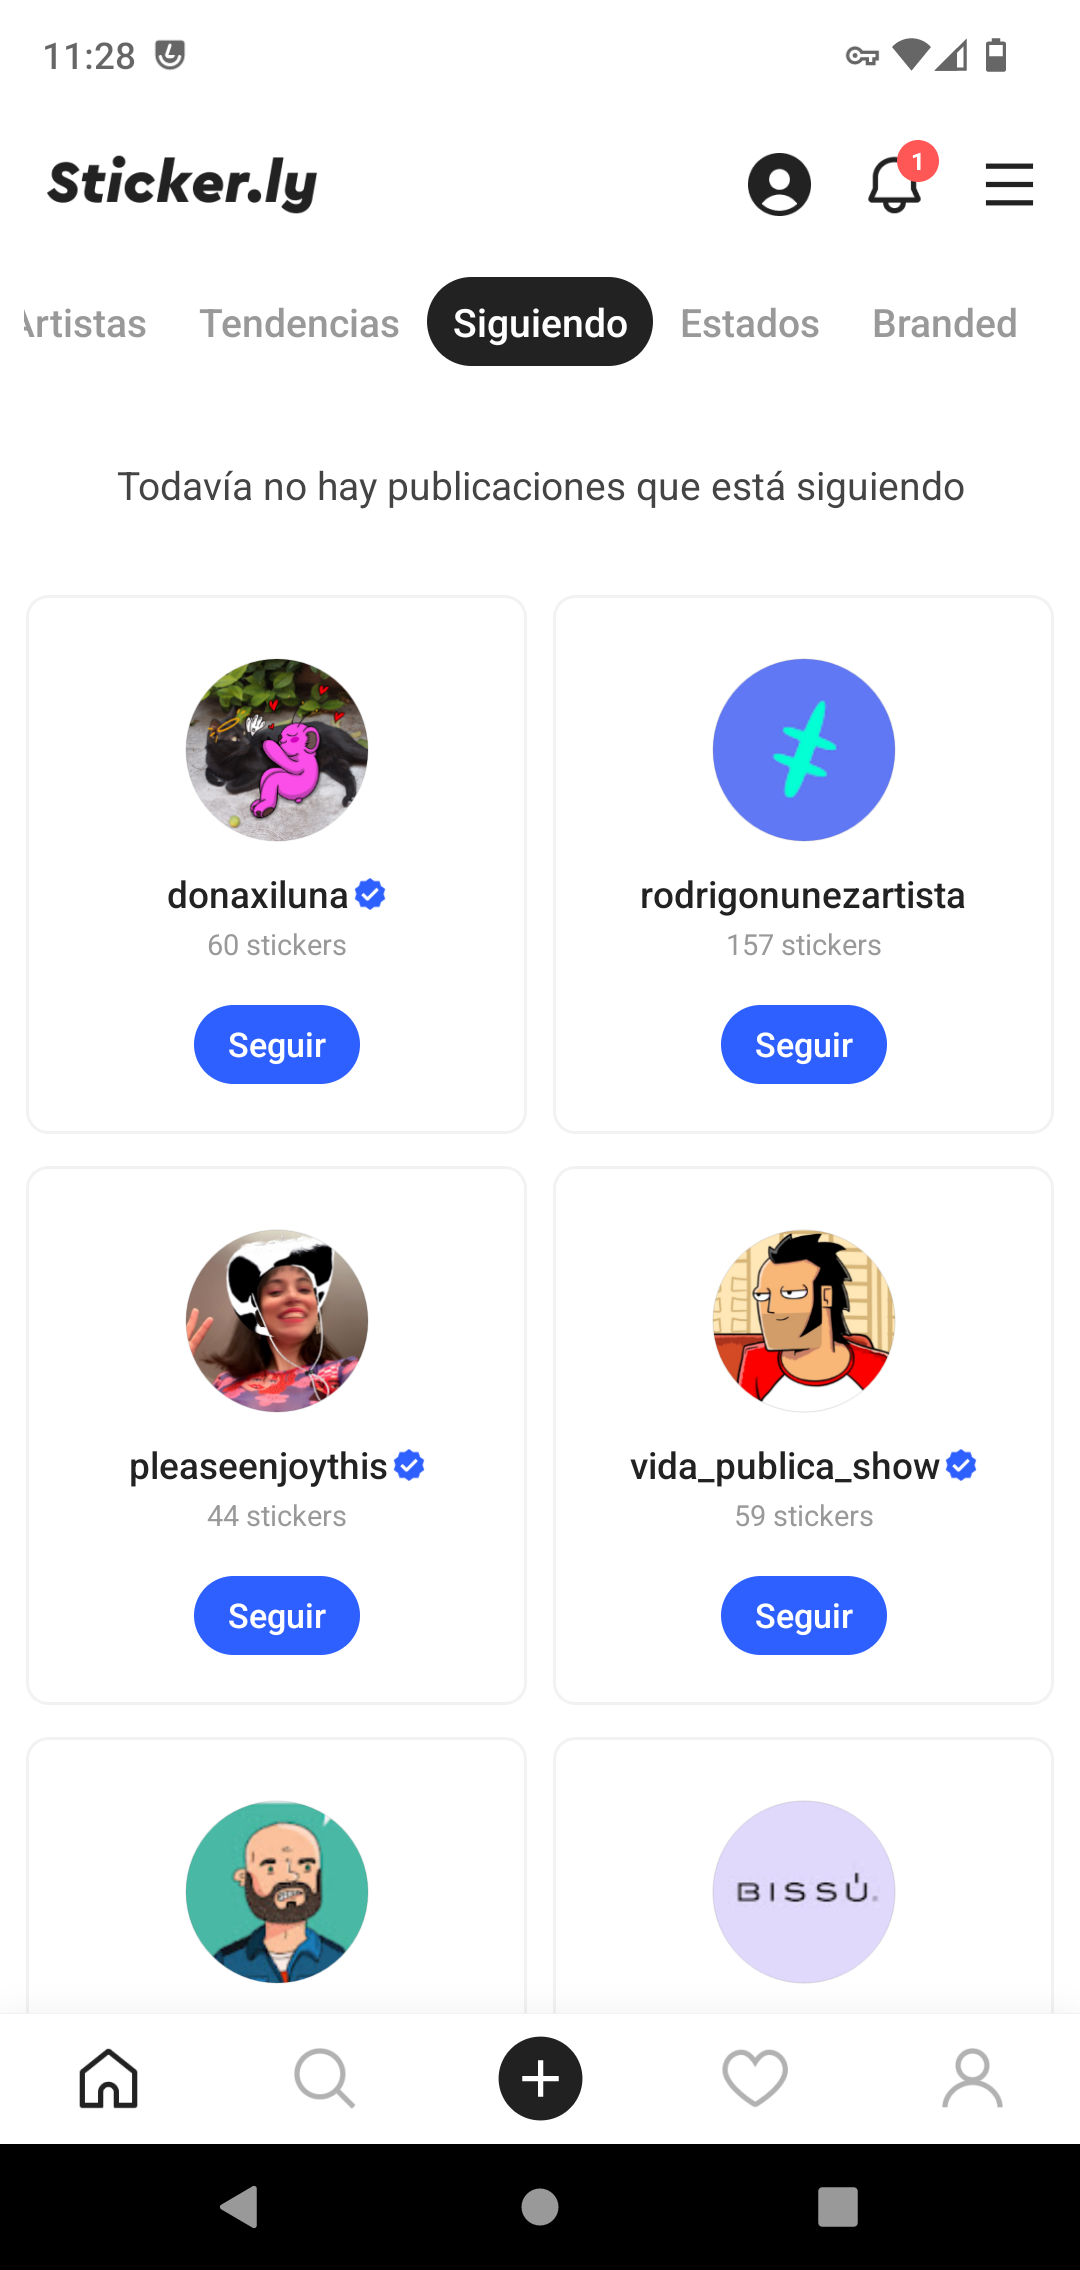 11:28
Sticker.ly
1
Artistas Tendencias Siguiendo Estados Branded
Todavía no hay publicaciones que está siguiendo
donaxiluna
60 stickers
Seguir
rodrigonunezartista
157 stickers
Seguir
pleaseenjoythis
44 stickers
Seguir
vida_publica_show
59 stickers
Seguir
BISSÚ.